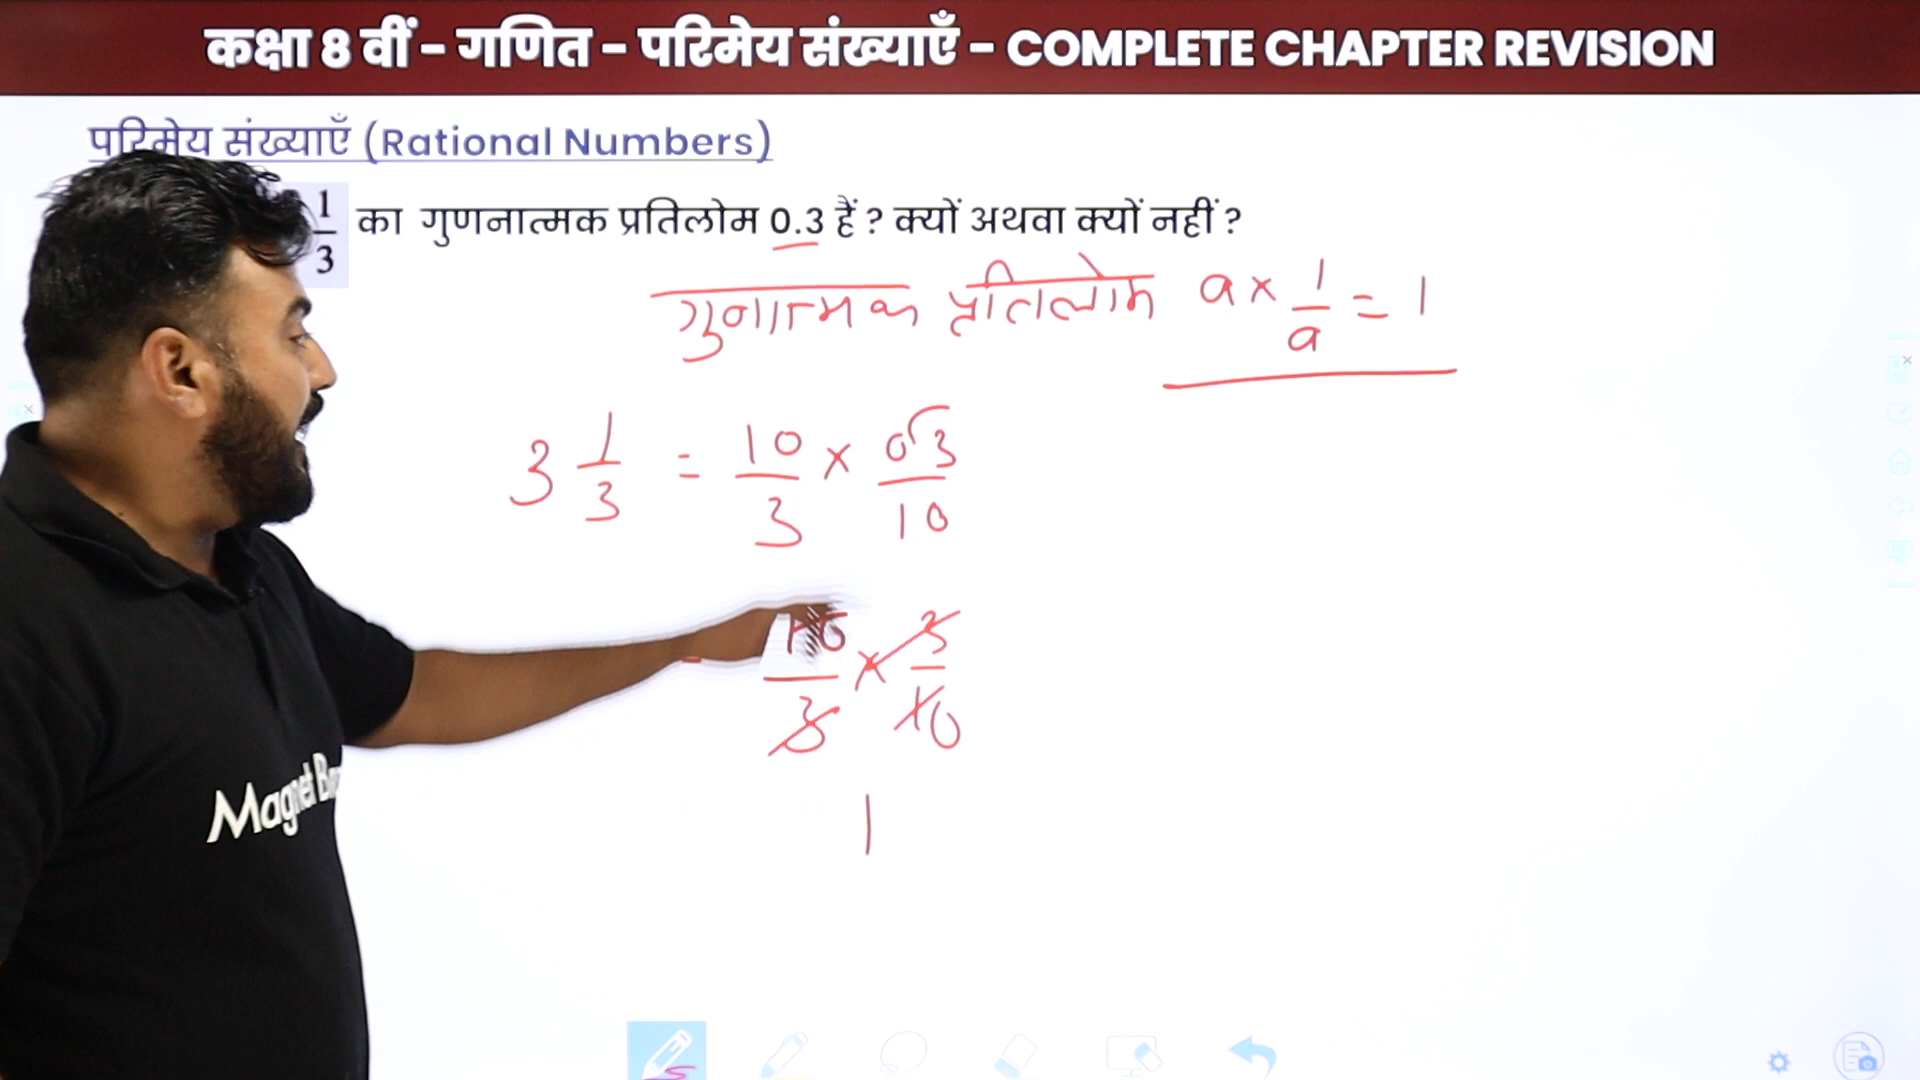 कक्षा 8 वीं - गणित - परिमेय संख्याएँ - COMPLETE CHAPTER REVISION
परिमेय संख्याएँ (Rational Numbers)
1/3 का गुणनात्मक प्रतिलोम 0.3 हैं ? क्यों अथवा क्यों नहीं ?
गुनात्मक प्रतिलोम a × 1/a = 1
3 1/3 = 10/3 × 03/10
10/3 × 3/10
1
Magnet Br